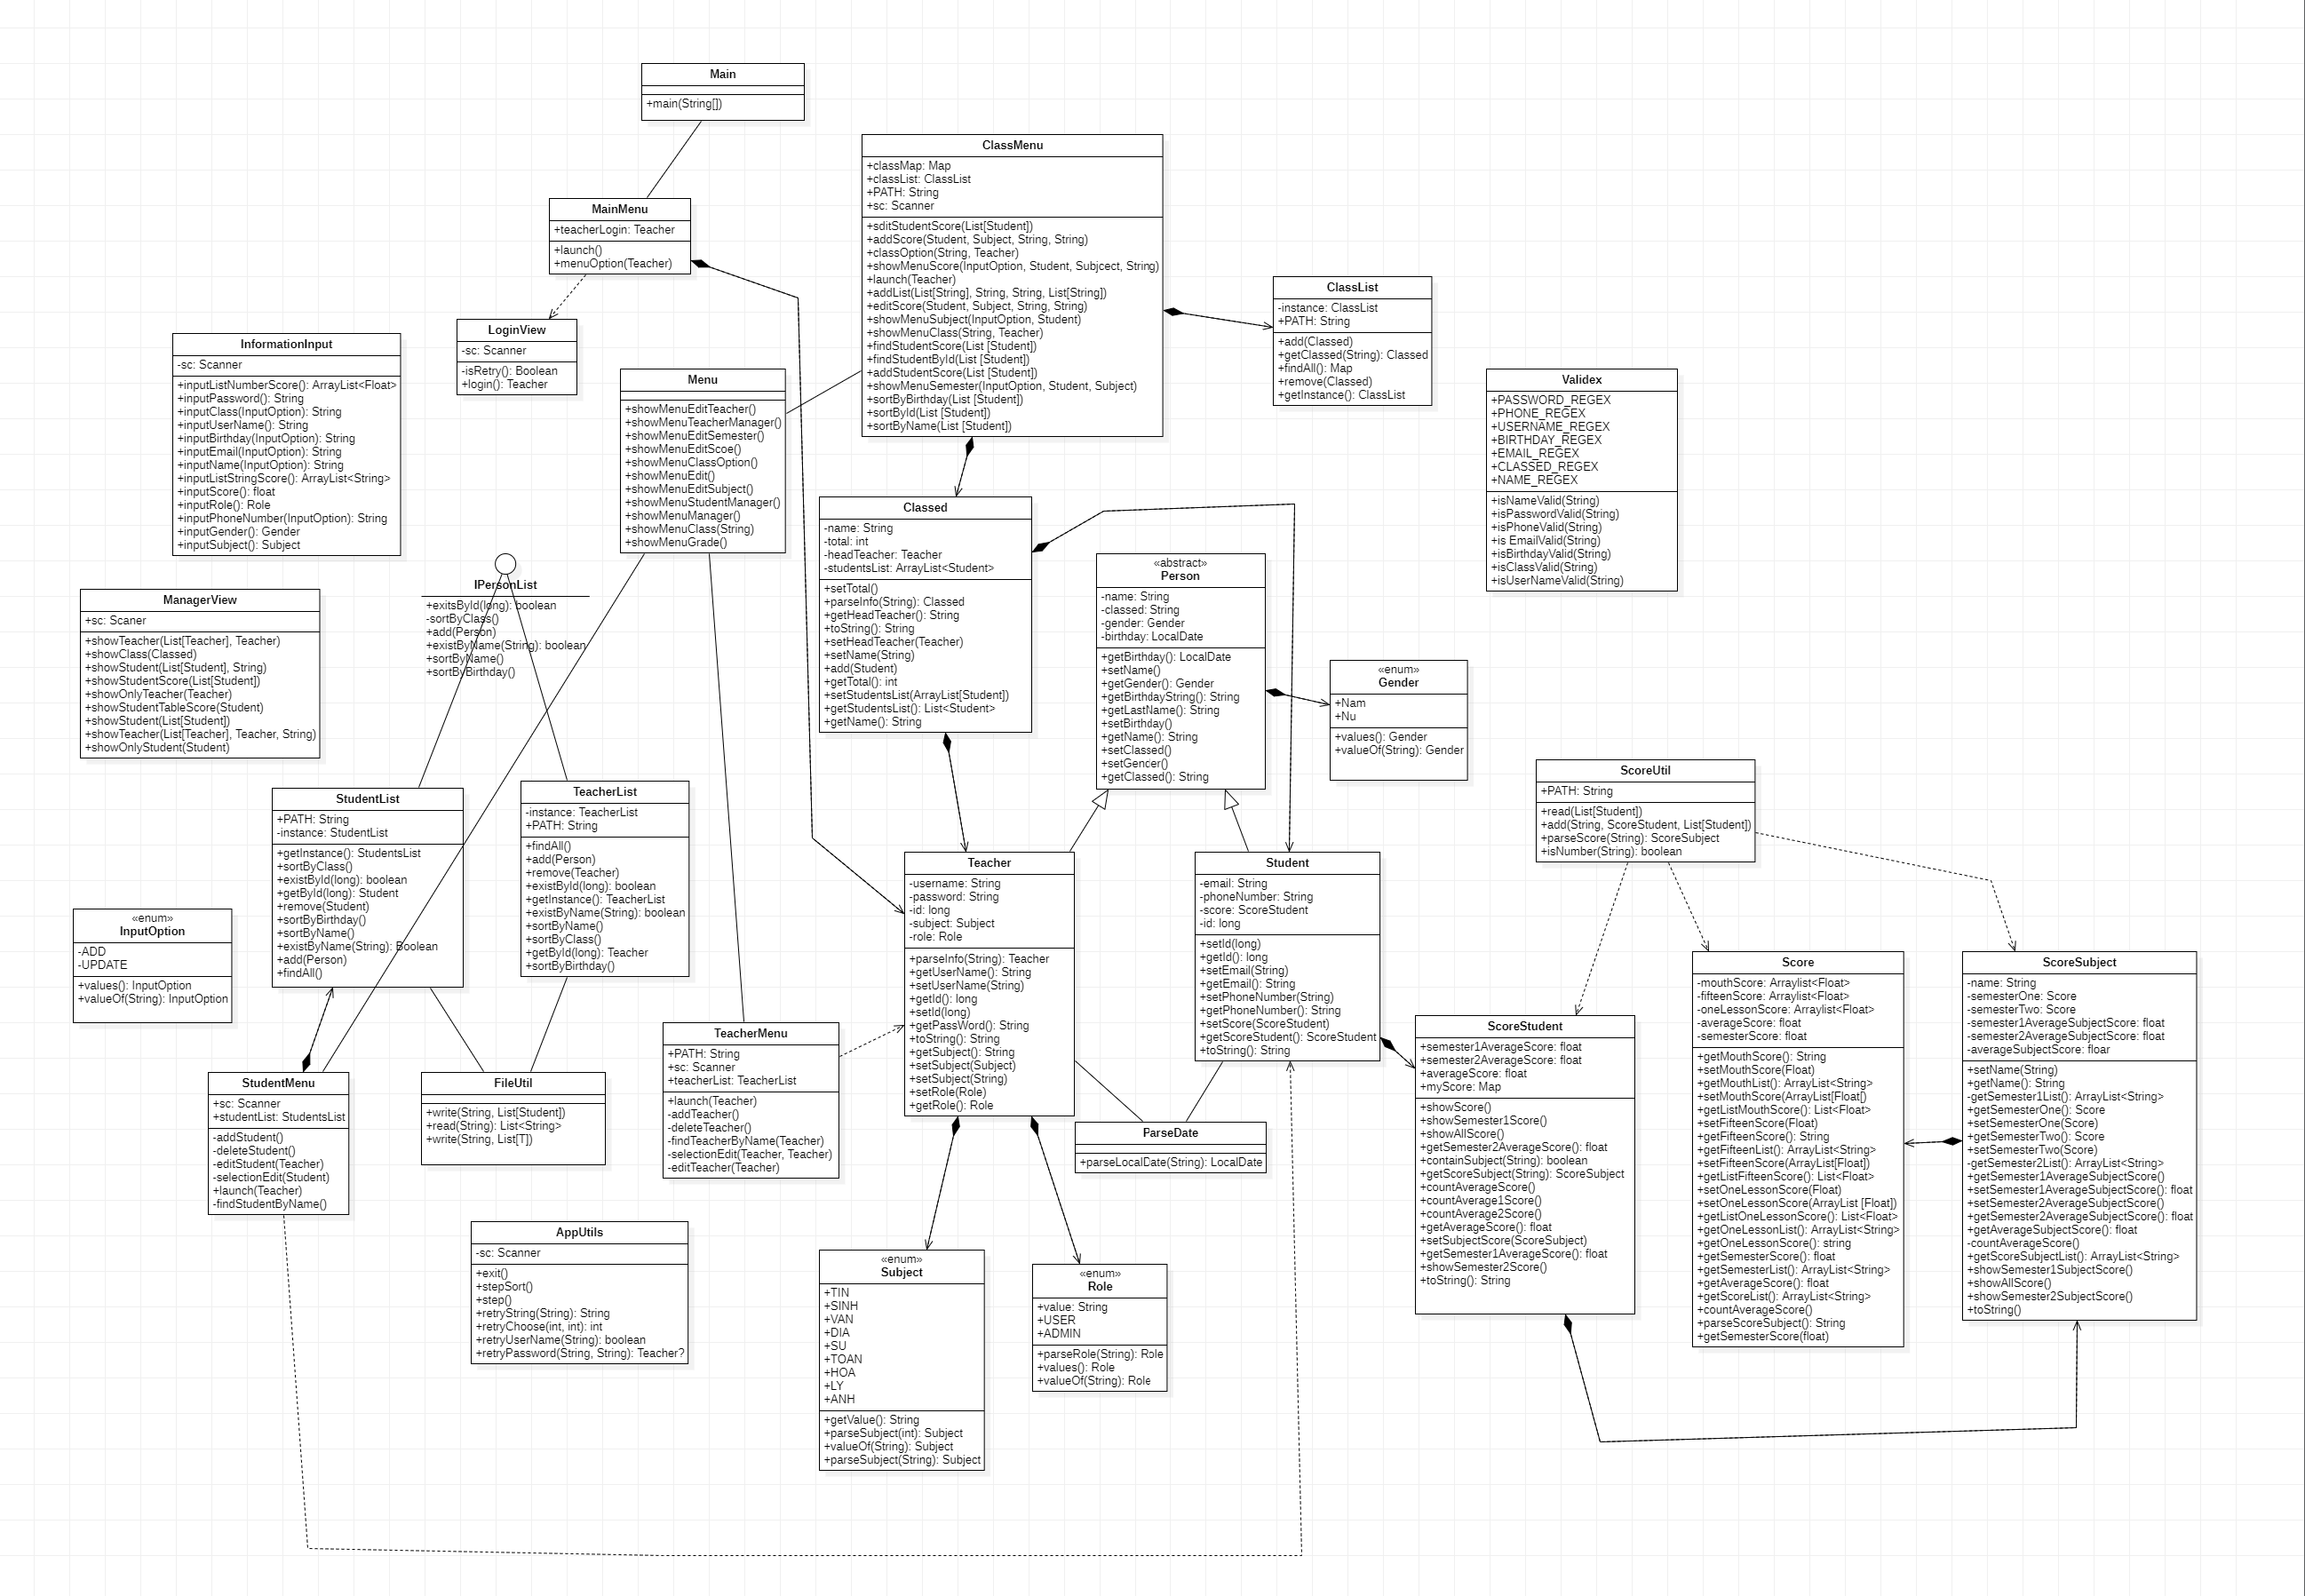 Main
+main(String[])
MainMenu
+teacherLogin: Teacher
+launch()
+menuOption(Teacher)
ClassMenu
+classMap: Map
+classList: ClassList
+PATH: String
+sc: Scanner
+sditStudentScore(List[Student])
+addScore(Student, Subject, String, String)
+classOption(String, Teacher)
+showMenuScore(InputOption, Student, Subjcect, String)
+launch(Teacher)
+addList(List[String], String, String, List[String])
+editScore(Student, Subject, String, String)
+showMenuSubject(InputOption, Student)
+showMenuClass(String, Teacher)
+findStudentScore(List [Student])
+findStudentById(List [Student])
+addStudentScore(List [Student])
+showMenuSemester(InputOption, Student, Subject)
+sortByBirthday(List [Student])
+sortById(List [Student])
+sortByName(List [Student])
ClassList
-instance: ClassList
+PATH: String
+add(Classed)
+getClassed(String): Classed
+findAll(): Map
+remove(Classed)
+getInstance(): ClassList
LoginView
-sc: Scanner
-isRetry(): Boolean
+login(): Teacher
InformationInput
-sc: Scanner
+inputListNumberScore(): ArrayList<Float>
+inputPassword(): String
+inputClass(InputOption): String
+inputUserName(): String
+inputBirthday(InputOption): String
+inputEmail(InputOption): String
+inputName(InputOption): String
+inputListStringScore(): ArrayList<String>
+inputScore(): float
+inputRole(): Role
+inputPhoneNumber(InputOption): String
+inputGender(): Gender
+inputSubject(): Subject
Menu
+showMenuEditTeacher()
+showMenuTeacherManager()
+showMenuEditSemester()
+showMenuEditScoe()
+showMenuClassOption()
+showMenuEdit()
+showMenuEditSubject()
+showMenuStudentManager()
+showMenuManager()
+showMenuClass(String)
+showMenuGrade()
Validex
+PASSWORD_REGEX
+PHONE_REGEX
+USERNAME_REGEX
+BIRTHDAY_REGEX
+EMAIL_REGEX
+CLASSED_REGEX
+NAME_REGEX
+isNameValid(String)
+isPasswordValid(String)
+isPhoneValid(String)
+is EmailValid(String)
+isBirthdayValid(String)
+isClassValid(String)
+isUserNameValid(String)
Classed
-name: String
-total: int
-headTeacher: Teacher
-studentsList: ArrayList<Student>
+setTotal()
+parseInfo(String): Classed
+getHeadTeacher(): String
+toString(): String
+setHeadTeacher(Teacher)
+setName(String)
+add(Student)
+getTotal(): int
+setStudentsList(ArrayList[Student])
+getStudentsList(): List<Student>
+getName(): String
«abstract»
Person
-name: String
-classed: String
-gender: Gender
-birthday: LocalDate
+getBirthday(): LocalDate
+setName()
+getGender(): Gender
+getBirthdayString(): String
+getLastName(): String
+setBirthday()
+getName(): String
+setClassed()
+setGencer()
+getClassed(): String
IPersonList
+exitsById(long): boolean
-sortByClass()
+add(Person)
+existByName(String): boolean
+sortByName()
+sortByBirthday()
ManagerView
+sc: Scaner
+showTeacher(List[Teacher], Teacher)
+showClass(Classed)
+showStudent(List[Student], String)
+showStudentScore(List[Student])
+showOnlyTeacher(Teacher)
+showStudentTableScore(Student)
+showStudent(List[Student])
+showTeacher(List[Teacher], Teacher, String)
+showOnlyStudent(Student)
«enum»
Gender
+Nam
+Nu
+values(): Gender
+valueOf(String): Gender
ScoreUtil
+PATH: String
+read(List[Student])
+add(String, ScoreStudent, List[Student])
+parseScore(String): ScoreSubject
+isNumber(String): boolean
StudentList
+PATH: String
-instance: StudentList
+getInstance(): StudentsList
+sortByClass()
+existById(long): boolean
+getById(long): Student
+remove(Student)
+sortByBirthday()
+sortByName()
+existByName(String): Boolean
+add(Person)
+findAll()
TeacherList
-instance: TeacherList
+PATH: String
+findAll()
+add(Person)
+remove(Teacher)
+existById(long): boolean
+getInstance(): TeacherList
+existByName(String): boolean
+sortByName()
+sortByClass()
+getById(long): Teacher
+sortByBirthday()
Teacher
-username: String
-password: String
-id: long
-subject: Subject
-role: Role
+parseInfo(String): Teacher
+getUserName(): String
+setUserName(String)
+getId(): long
+setId(long)
+getPassWord(): String
+toString(): String
+getSubject(): String
+setSubject(Subject)
+setSubject(String)
+setRole(Role)
+getRole(): Role
Student
-email: String
-phoneNumber: String
-score: ScoreStudent
-id: long
+setId(long)
+getId(): long
+setEmail(String)
+getEmail(): String
+setPhoneNumber(String)
+getPhoneNumber(): String
+setScore(ScoreStudent)
+getScoreStudent(): ScoreStudent
+toString(): String
«enum»
InputOption
-ADD
-UPDATE
+values(): InputOption
+valueOf(String): InputOption
Score
-mouthScore: Arraylist<Float>
-fifteenScore: Arraylist<Float>
-oneLessonScore: Arraylist<Float>
-averageScore: float
-semesterScore: float
+getMouthScore(): String
+setMouthScore(Float)
+getMouthList(): ArrayList<String>
+setMouthScore(ArrayList[Float[)
+getListMouthScore(): List<Float>
+setFifteenScore(Float)
+getFifteenScore(): String
+getFifteenList(): ArrayList<String>
+setFifteenScore(ArrayList[Float])
+getListFifteenScore(): List<Float>
+setOneLessonScore(Float)
+setOneLessonScore(ArrayList [Float])
+getListOneLessonScore(): List<Float>
+getOneLessonList(): ArrayList<String>
+getOneLessonScore(): string
+getSemesterScore(): float
+getSemesterList(): ArrayList<String>
+getAverageScore(): float
+getScoreList(): ArrayList<String>
+countAverageScore()
+parseScoreSubject(): String
+getSemesterScore(float)
ScoreSubject
-name: String
-semesterOne: Score
-semesterTwo: Score
-semester1AverageSubjectScore: float
-semester2AverageSubjectScore: float
-averageSubjectScore: floar
+setName(String)
+getName(): String
-getSemester1List(): ArrayList<String>
+getSemesterOne(): Score
+setSemesterOne(Score)
+getSemesterTwo(): Score
+setSemesterTwo(Score)
-getSemester2List(): ArrayList<String>
+getSemester1AverageSubjectScore()
+setSemester1AverageSubjectScore(): float
+setSemester2AverageSubjectScore()
+getSemester2AverageSubjectScore(): float
+getAverageSubjectScore(): float
-countAverageScore()
+getScoreSubjectList(): ArrayList<String>
+showSemester1SubjectScore()
+showAllScore()
+showSemester2SubjectScore()
+toString()
ScoreStudent
+semester1AverageScore: float
+semester2AverageScore: float
+averageScore: float
+myScore: Map
+showScore()
+showSemester1Score()
+showAllScore()
+getSemester2AverageScore(): float
+containSubject(String): boolean
+getScoreSubject(String): ScoreSubject
+countAverageScore()
+countAverage1Score()
+countAverage2Score()
+getAverageScore(): float
+setSubjectScore(ScoreSubject)
+getSemester1AverageScore(): float
+showSemester2Score()
+toString(): String
TeacherMenu
+PATH: String
+sc: Scanner
+teacherList: TeacherList
+launch(Teacher)
-addTeacher()
-deleteTeacher()
-findTeacherByName(Teacher)
-selectionEdit(Teacher, Teacher)
-editTeacher(Teacher)
StudentMenu
+sc: Scanner
+studentList: StudentsList
-addStudent()
-deleteStudent()
-editStudent(Teacher)
-selectionEdit(Student)
+launch(Teacher)
-findStudentByName()
FileUtil
+write(String, List[Student])
+read(String): List<String>
+write(String, List[T])
ParseDate
+parseLocalDate(String): LocalDate
AppUtils
-sc: Scanner
+exit()
+stepSort()
+step()
+retryString(String): String
+retryChoose(int, int): int
+retryUserName(String): boolean
+retryPassword(String, String): Teacher?
«enum»
Subject
+TIN
+SINH
+VAN
+DIA
+SU
+TOAN
+HOA
+LY
+ANH
+getValue(): String
+parseSubject(int): Subject
+valueOf(String): Subject
+parseSubject(String): Subject
«enum»
Role
+value: String
+USER
+ADMIN
+parseRole(String): Role
+values(): Role
+valueOf(String): Role